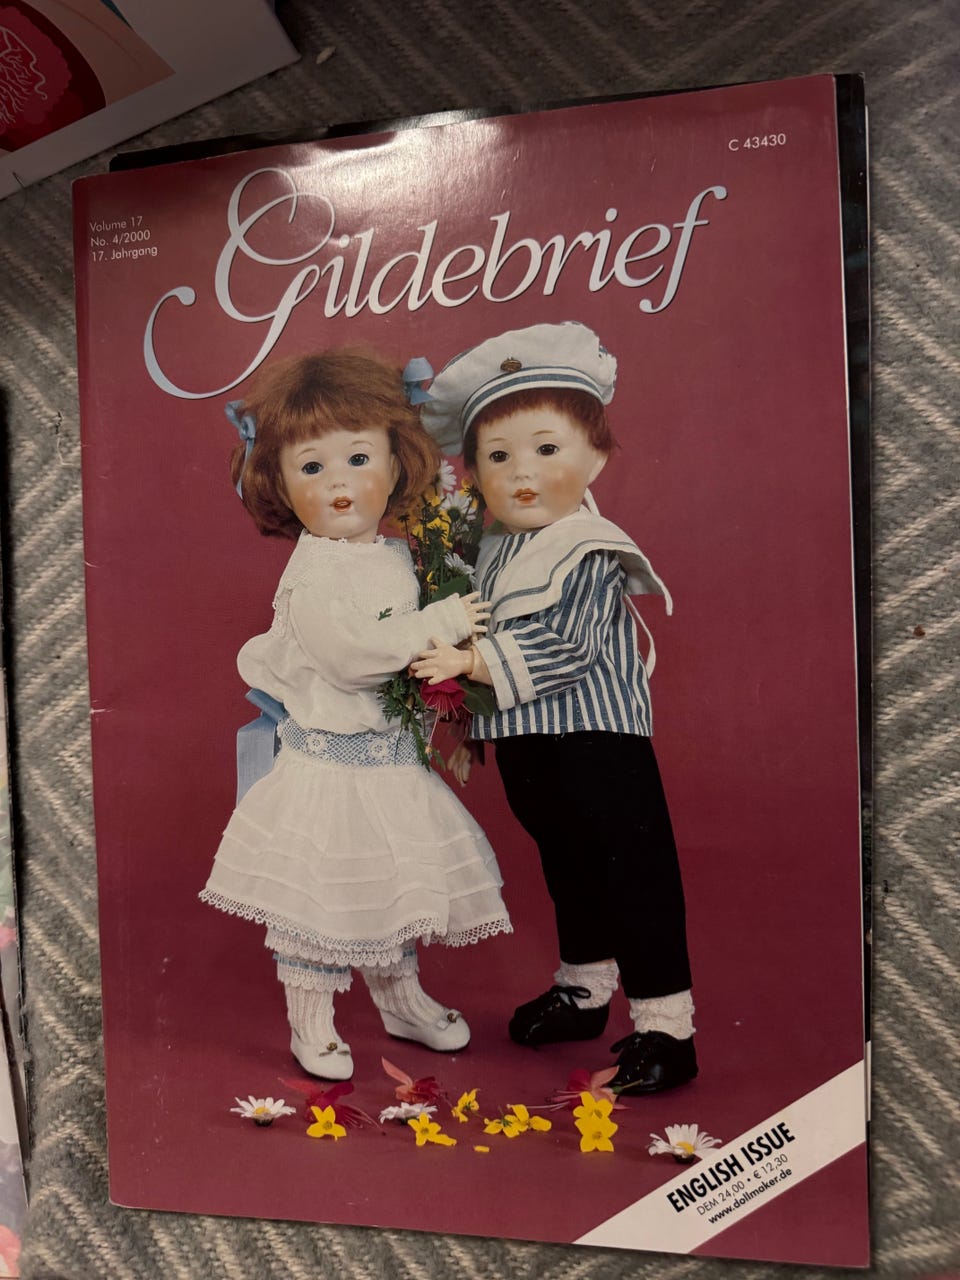 C 43430
Volume 17
No. 4/2000
17. Jahrgang
Gildebrief
ENGLISH ISSUE
DEM 24,00 • € 12,30
www.dollmaker.de